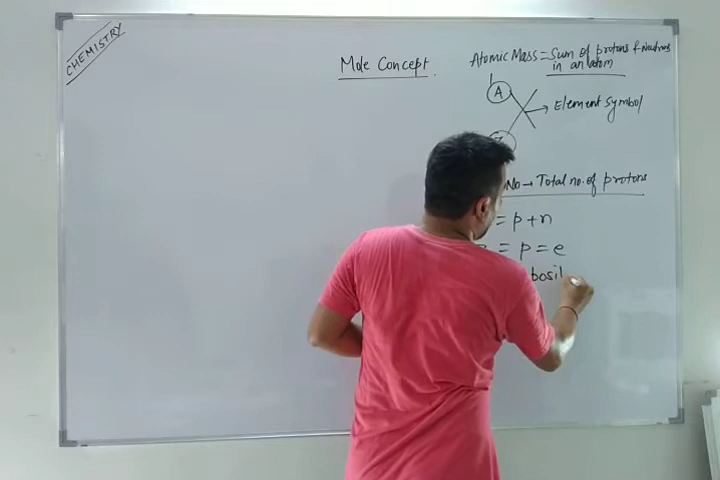 CHEMISTRY
Mole Concept.
Atomic Mass = Sum of protons & Neutrons
in an atom
A
Element Symbol
No → Total no. of protons
= p + n
= p = e